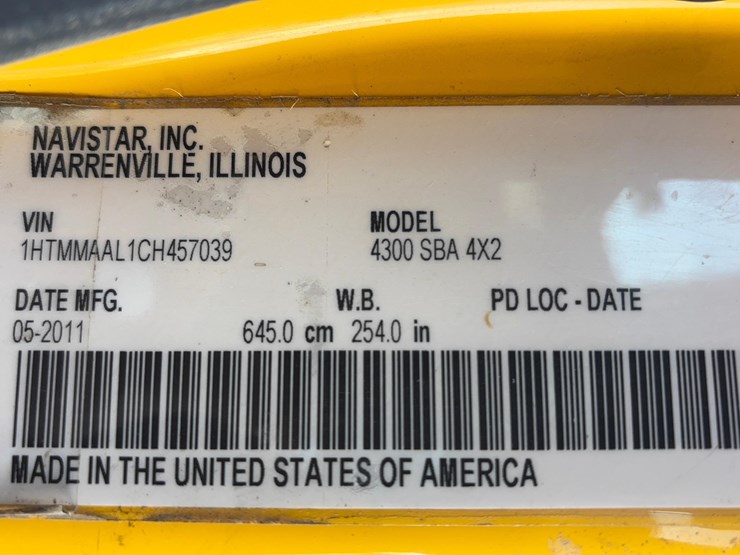 NAVISTAR, INC.
WARRENVILLE, ILLINOIS
VIN MODEL
1HTMMAAL1CH457039 4300 SBA 4X2
DATE MFG. W.B. PD LOC - DATE
05-2011 645.0 cm 254.0 in
MADE IN THE UNITED STATES OF AMERICA